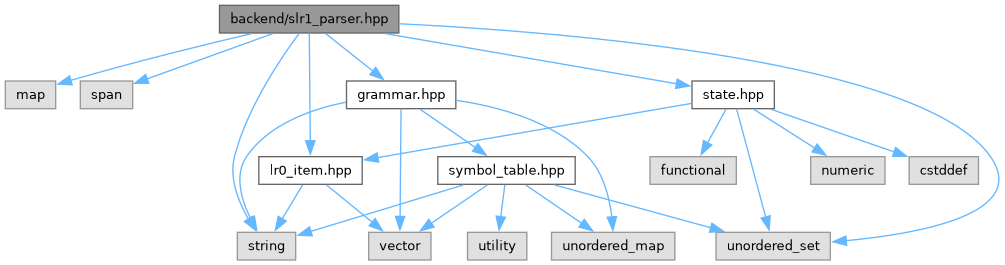 backend/slr1_parser.hpp
map
span
grammar.hpp
state.hpp
lr0_item.hpp
symbol_table.hpp
functional
numeric
cstddef
string
vector
utility
unordered_map
unordered_set